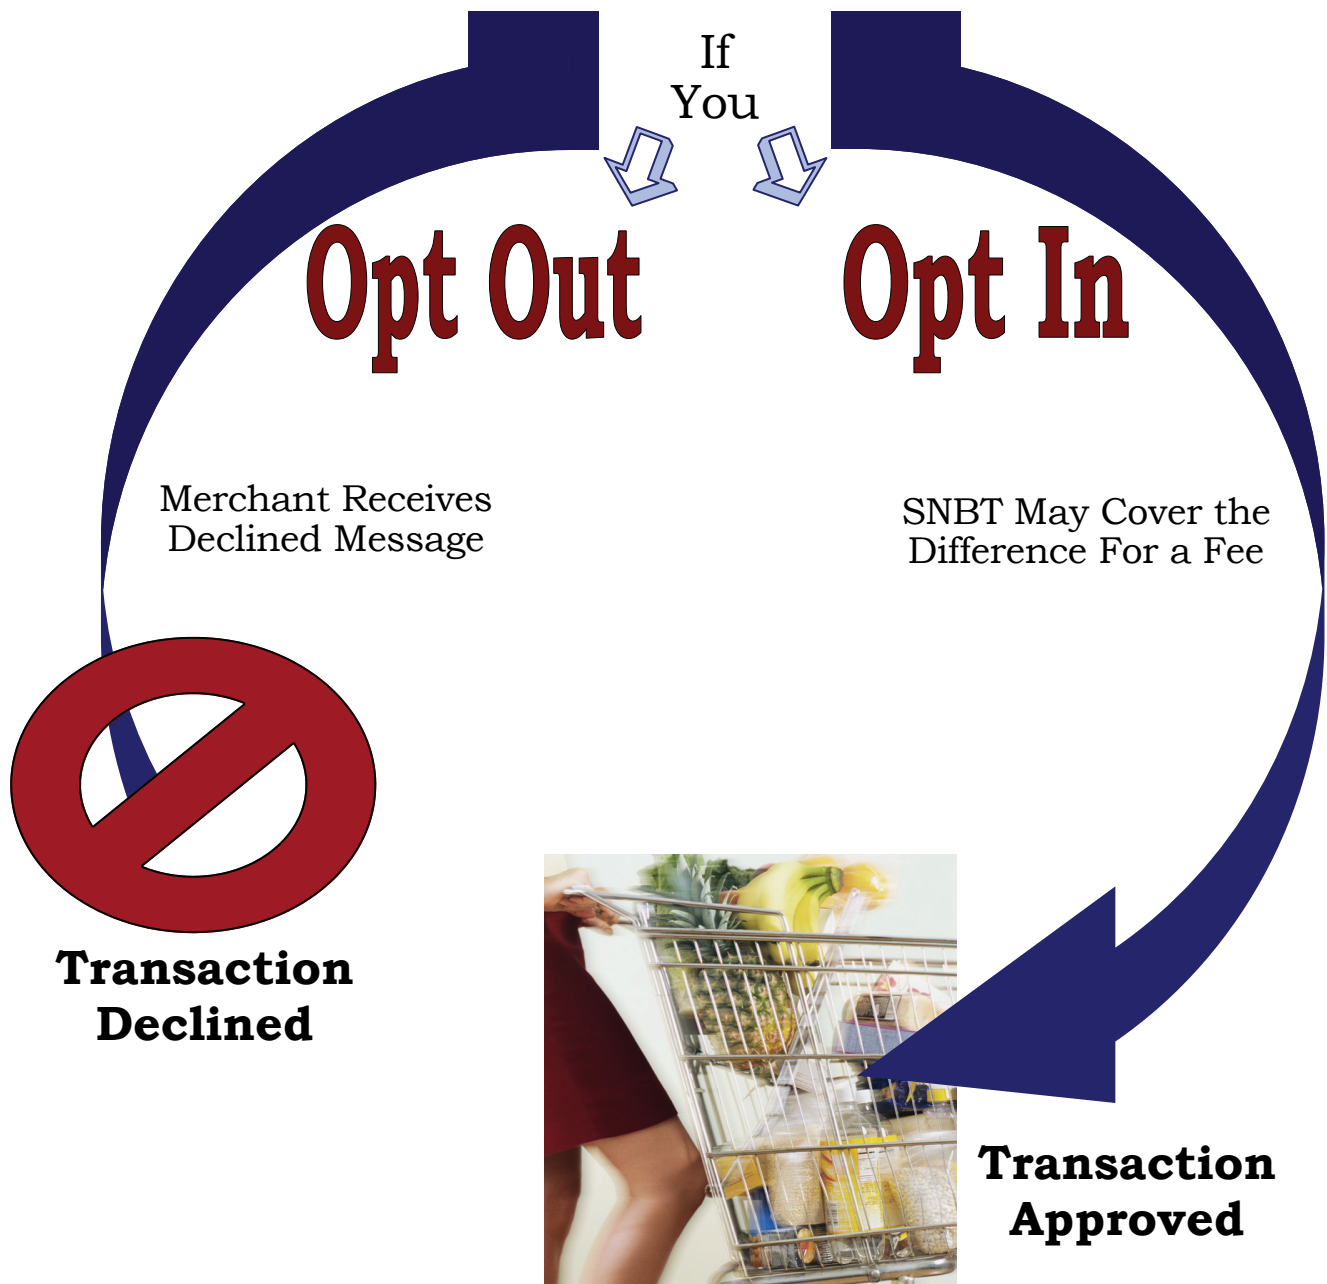 If
You
Opt Out
Opt In
Merchant Receives
Declined Message
SNBT May Cover the
Difference For a Fee
Transaction
Declined
Transaction
Approved